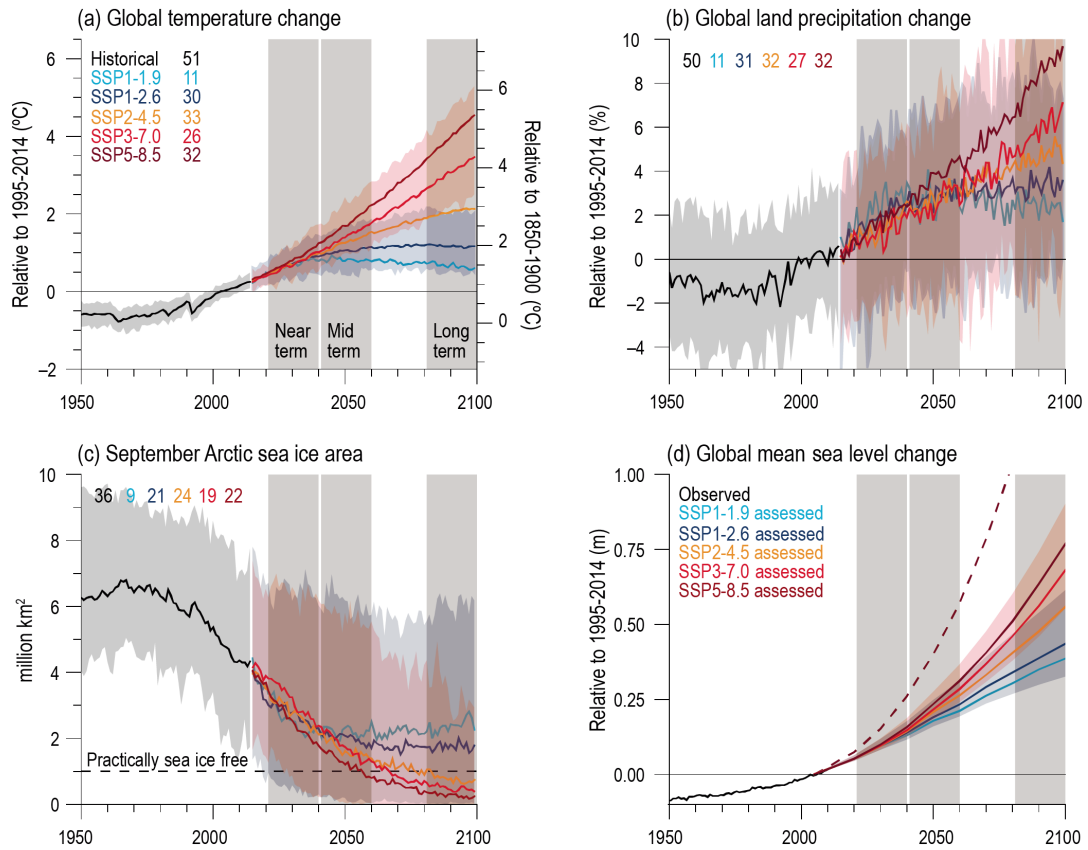 (a) Global temperature change
Relative to 1995-2014 (ºC)
6
4
2
0
–2
Historical 51
SSP1-1.9 11
SSP1-2.6 30
SSP2-4.5 33
SSP3-7.0 26
SSP5-8.5 32
Near term
Mid term
Long term
6
4
2
0
Relative to 1850-1900 (ºC)
1950 2000 2050 2100
(b) Global land precipitation change
Relative to 1995-2014 (%)
10
8
6
4
2
0
–2
–4
50 11 31 32 27 32
1950 2000 2050 2100
(c) September Arctic sea ice area
million km²
10
8
6
4
2
0
36 9 21 24 19 22
Practically sea ice free
1950 2000 2050 2100
(d) Global mean sea level change
Relative to 1995-2014 (m)
1.00
0.75
0.50
0.25
0.00
Observed
SSP1-1.9 assessed
SSP1-2.6 assessed
SSP2-4.5 assessed
SSP3-7.0 assessed
SSP5-8.5 assessed
1950 2000 2050 2100